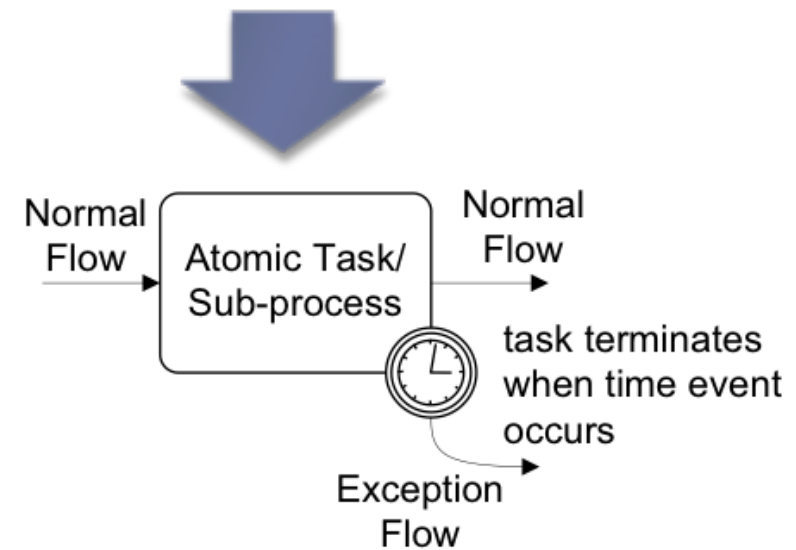 Normal
Flow
Atomic Task/
Sub-process
Normal
Flow
task terminates
when time event
occurs
Exception
Flow